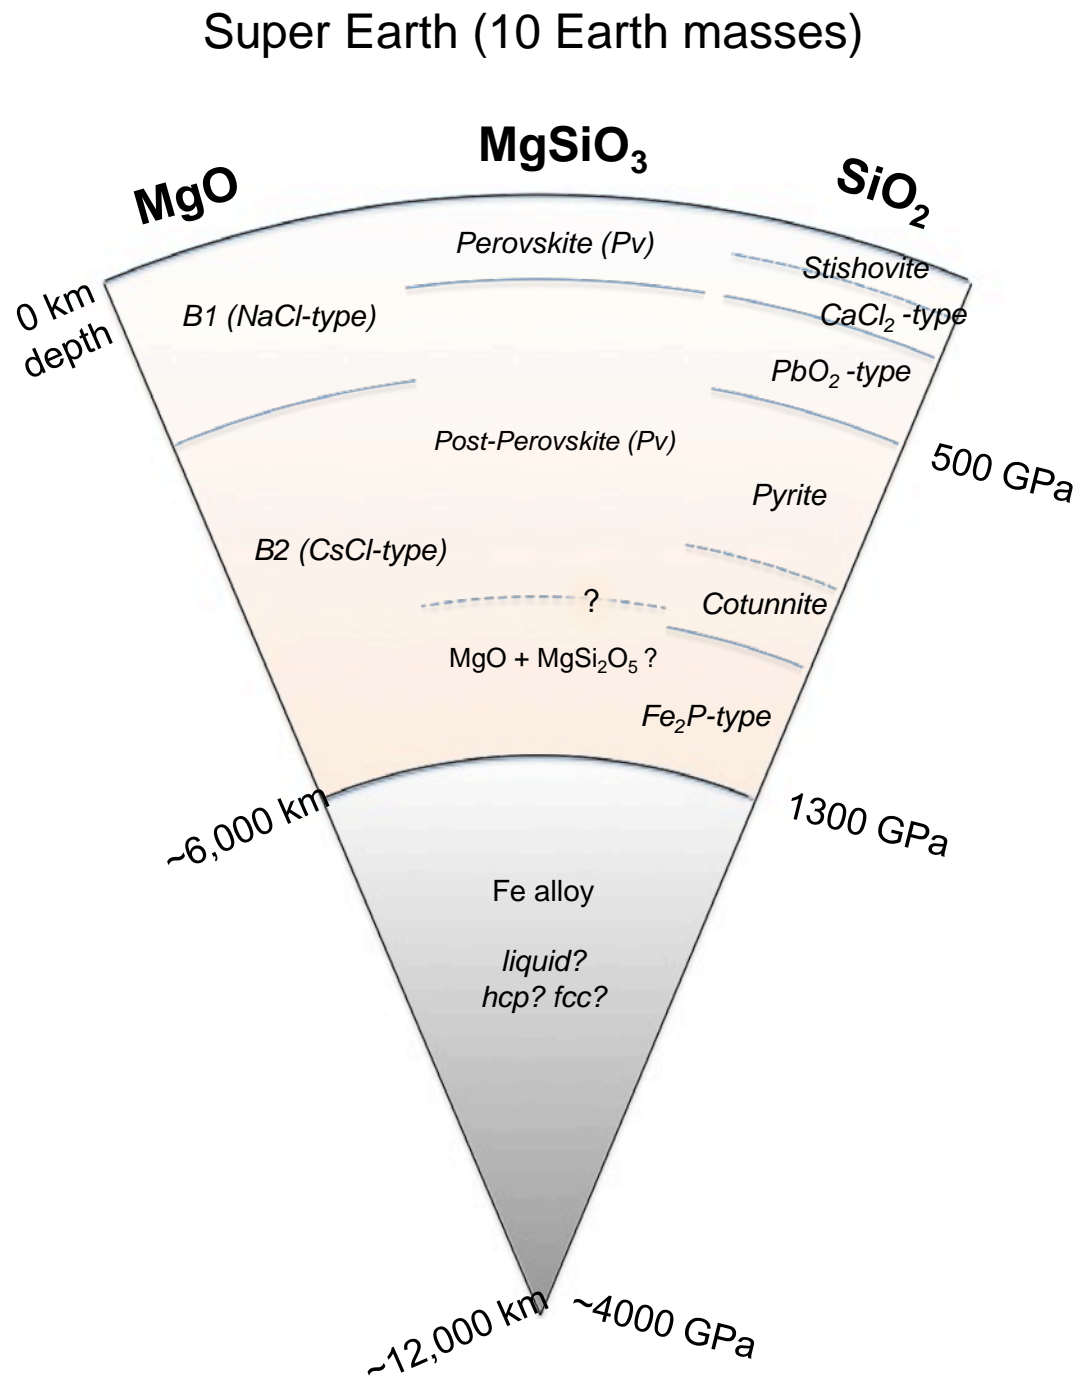 Super Earth (10 Earth masses)
MgO
MgSiO₃
SiO₂
Perovskite (Pv)
Stishovite
0 km
depth
B1 (NaCl-type)
CaCl₂ -type
PbO₂ -type
Post-Perovskite (Pv)
500 GPa
Pyrite
B2 (CsCl-type)
?
Cotunnite
MgO + MgSi₂O₅ ?
Fe₂P-type
~6,000 km
1300 GPa
Fe alloy
liquid?
hcp? fcc?
~12,000 km
~4000 GPa